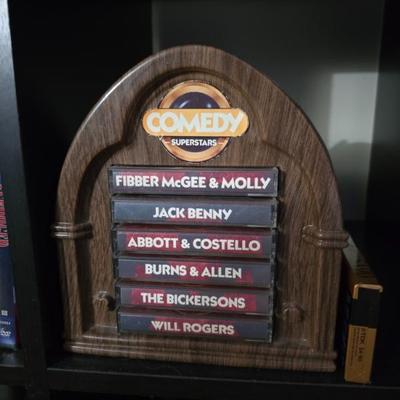 COMEDY
SUPERSTARS
FIBBER McGEE & MOLLY
JACK BENNY
ABBOTT & COSTELLO
BURNS & ALLEN
THE BICKERSONS
WILL ROGERS